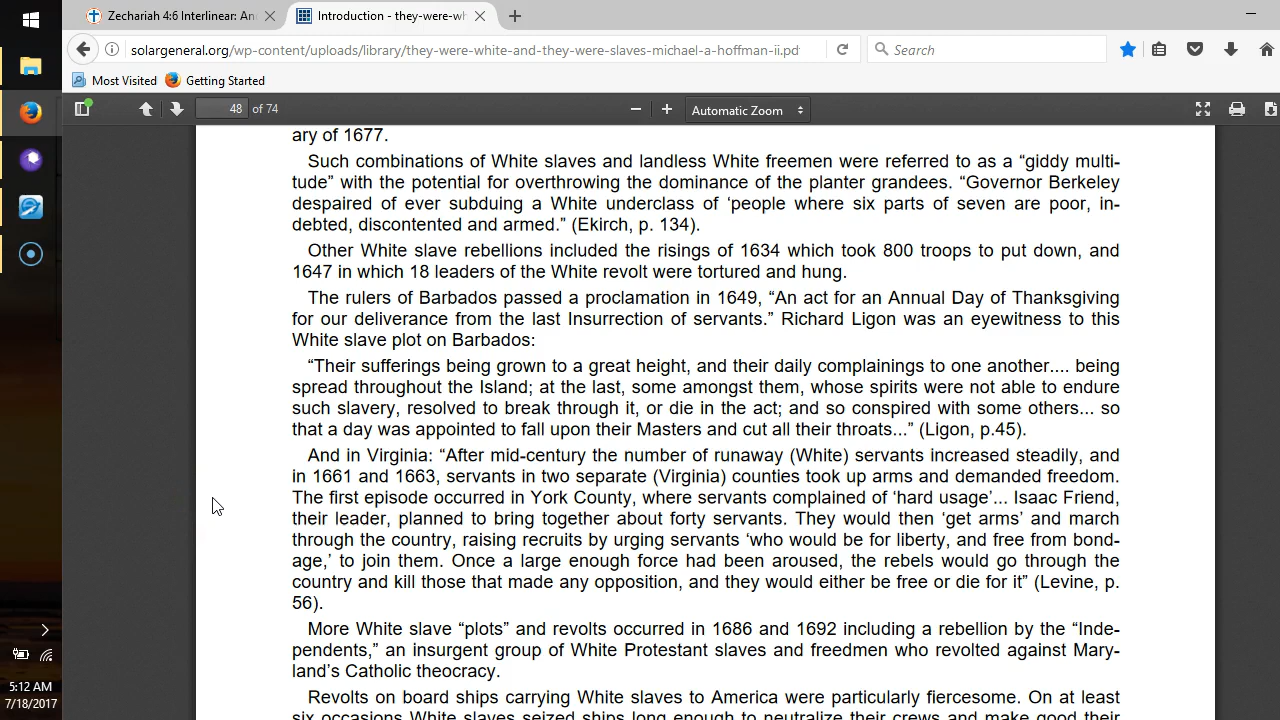 Zechariah 4:6 Interlinear: An
Introduction - they-were-wh
solargeneral.org/wp-content/uploads/library/they-were-white-and-they-were-slaves-michael-a-hoffman-ii.pdf
Search
Most Visited
Getting Started
48 of 74
Automatic Zoom
ary of 1677.
Such combinations of White slaves and landless White freemen were referred to as a “giddy multi-
tude” with the potential for overthrowing the dominance of the planter grandees. “Governor Berkeley
despaired of ever subduing a White underclass of ‘people where six parts of seven are poor, in-
debted, discontented and armed.” (Ekirch, p. 134).
Other White slave rebellions included the risings of 1634 which took 800 troops to put down, and
1647 in which 18 leaders of the White revolt were tortured and hung.
The rulers of Barbados passed a proclamation in 1649, “An act for an Annual Day of Thanksgiving
for our deliverance from the last Insurrection of servants.” Richard Ligon was an eyewitness to this
White slave plot on Barbados:
“Their sufferings being grown to a great height, and their daily complainings to one another.... being
spread throughout the Island; at the last, some amongst them, whose spirits were not able to endure
such slavery, resolved to break through it, or die in the act; and so conspired with some others... so
that a day was appointed to fall upon their Masters and cut all their throats...” (Ligon, p.45).
And in Virginia: “After mid-century the number of runaway (White) servants increased steadily, and
in 1661 and 1663, servants in two separate (Virginia) counties took up arms and demanded freedom.
The first episode occurred in York County, where servants complained of ‘hard usage’... Isaac Friend,
their leader, planned to bring together about forty servants. They would then ‘get arms’ and march
through the country, raising recruits by urging servants ‘who would be for liberty, and free from bond-
age,’ to join them. Once a large enough force had been aroused, the rebels would go through the
country and kill those that made any opposition, and they would either be free or die for it” (Levine, p.
56).
More White slave “plots” and revolts occurred in 1686 and 1692 including a rebellion by the “Inde-
pendents,” an insurgent group of White Protestant slaves and freedmen who revolted against Mary-
land’s Catholic theocracy.
Revolts on board ships carrying White slaves to America were particularly fiercesome. On at least
six occasions White slaves seized ships long enough to neutralize their crews and make good their
5:12 AM
7/18/2017